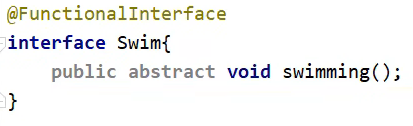 @FunctionalInterface
interface Swim{
    public abstract void swimming();
}